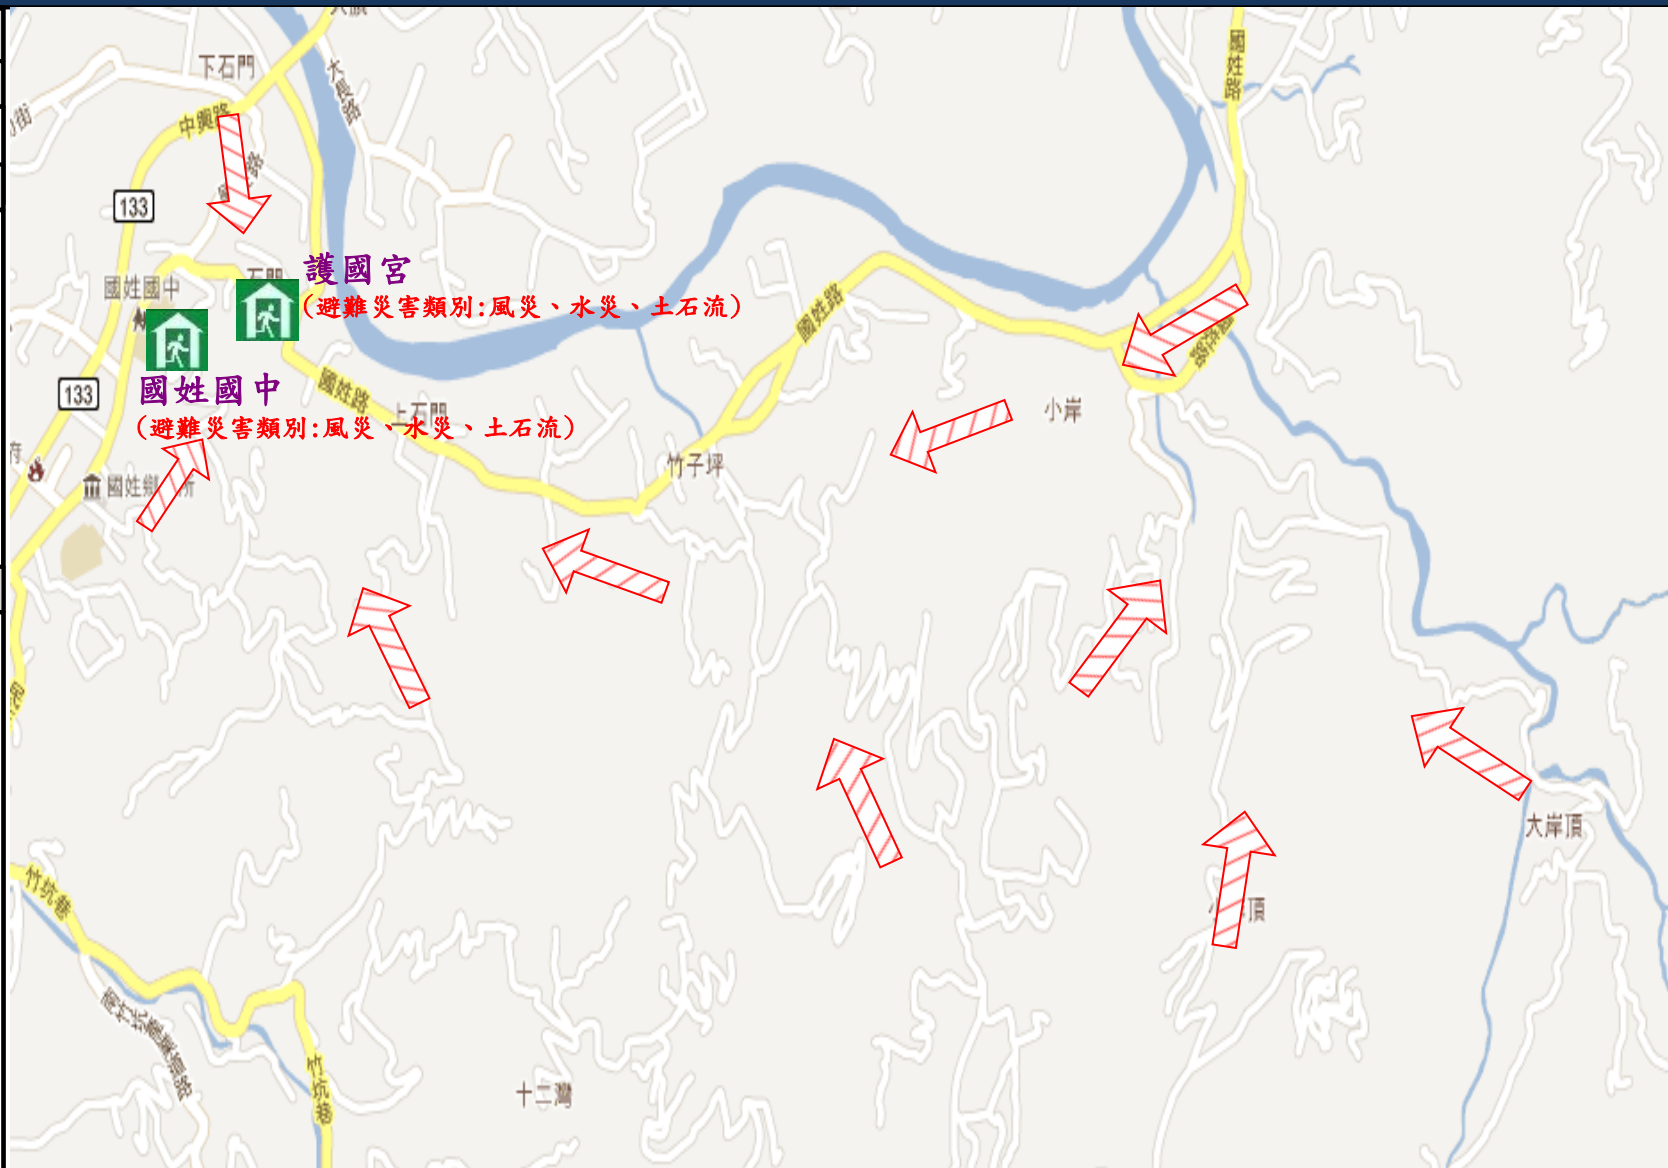 下石門
大長路
國姓路
中興路
133
護國宮
(避難災害類別:風災、水災、土石流)
國姓國中
石門
國姓路
國姓國中
(避難災害類別:風災、水災、土石流)
133
國姓路
上石門
小岸
竹子坪
大岸頂
頂
竹坑巷
竹坑巷
十二灣